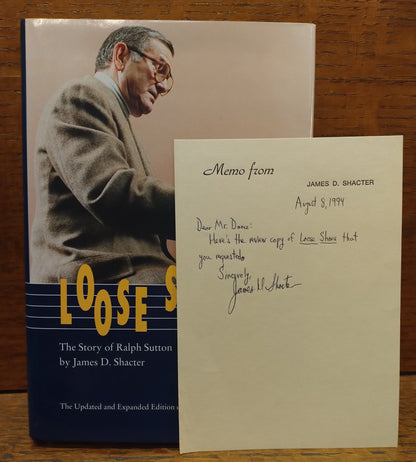 LOOSE S
The Story of Ralph Sutton
by James D. Shacter
The Updated and Expanded Edition
Memo from
JAMES D. SHACTER
August 8, 1994
Dear Mr. Dance:
Here's the review copy of Loose Shoes that
you requested.
Sincerely,
James D. Shacter